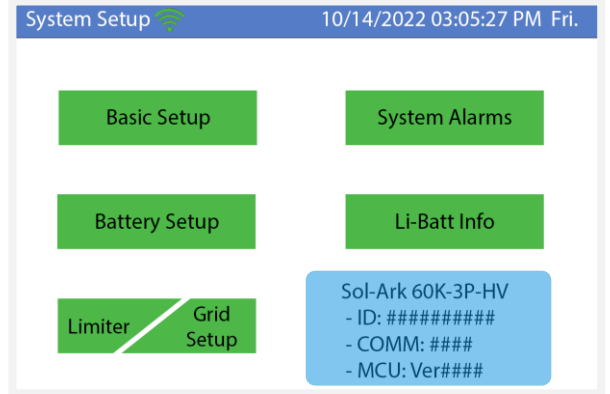 System Setup
10/14/2022 03:05:27 PM Fri.
Basic Setup
System Alarms
Battery Setup
Li-Batt Info
Limiter
Grid
Setup
Sol-Ark 60K-3P-HV
- ID: ##########
- COMM: ####
- MCU: Ver####